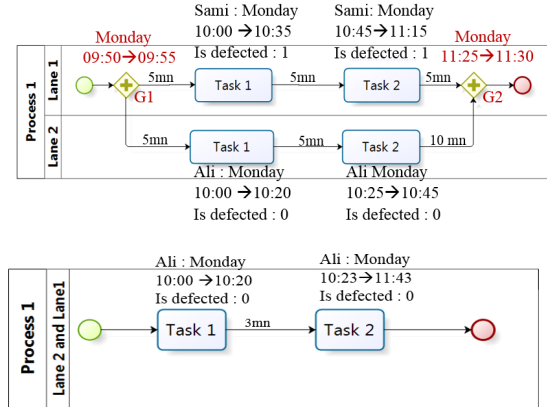 Sami : Monday
10:00 →10:35
Is defected : 1
Sami : Monday
10:45→11:15
Is defected : 1
Monday
09:50→09:55
Monday
11:25→11:30
Process 1
Lane 1
G1
5mn
Task 1
5mn
Task 2
5mn
G2
Lane 2
5mn
Task 1
5mn
Task 2
10 mn
Ali : Monday
10:00 →10:20
Is defected : 0
Ali Monday
10:25→10:45
Is defected : 0
Ali : Monday
10:00 →10:20
Is defected : 0
Ali : Monday
10:23→11:43
Is defected : 0
Process 1
Lane 2 and Lane1
Task 1
3mn
Task 2